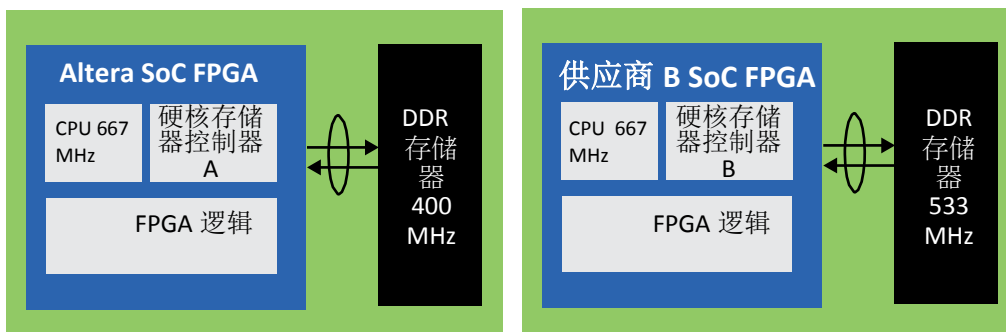 Altera SoC FPGA
CPU 667
MHz
硬核存储
器控制器
A
FPGA 逻辑
DDR
存储
器
400
MHz
供应商 B SoC FPGA
CPU 667
MHz
硬核存储
器控制器
B
FPGA 逻辑
DDR
存储
器
533
MHz